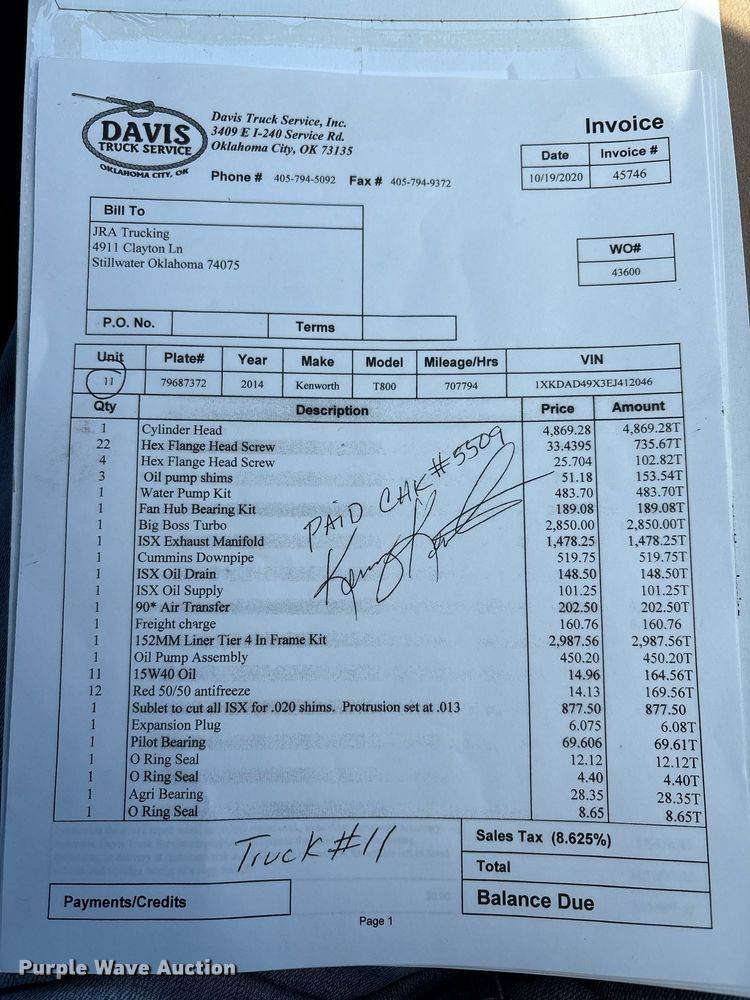 DAVIS
TRUCK SERVICE
OKLAHOMA CITY, OK
Davis Truck Service, Inc.
3409 E I-240 Service Rd.
Oklahoma City, OK 73135
Phone # 405-794-5092 Fax # 405-794-9372
Invoice
Date Invoice #
10/19/2020 45746
Bill To
JRA Trucking
4911 Clayton Ln
Stillwater Oklahoma 74075
WO#
43600
P.O. No. Terms
Unit Plate# Year Make Model Mileage/Hrs VIN
11 79687372 2014 Kenworth T800 707794 1XKDAD49X3EJ412046
Qty Description Price Amount
1 Cylinder Head 4,869.28 4,869.28T
22 Hex Flange Head Screw 33.4395 735.67T
4 Hex Flange Head Screw 25.704 102.82T
3 Oil pump shims 51.18 153.54T
1 Water Pump Kit 483.70 483.70T
1 Fan Hub Bearing Kit 189.08 189.08T
1 Big Boss Turbo 2,850.00 2,850.00T
1 ISX Exhaust Manifold 1,478.25 1,478.25T
1 Cummins Downpipe 519.75 519.75T
1 ISX Oil Drain 148.50 148.50T
1 ISX Oil Supply 101.25 101.25T
1 90* Air Transfer 202.50 202.50T
1 Freight charge 160.76 160.76
1 152MM Liner Tier 4 In Frame Kit 2,987.56 2,987.56T
1 Oil Pump Assembly 450.20 450.20T
11 15W40 Oil 14.96 164.56T
12 Red 50/50 antifreeze 14.13 169.56T
1 Sublet to cut all ISX for .020 shims. Protrusion set at .013 877.50 877.50
1 Expansion Plug 6.075 6.08T
1 Pilot Bearing 69.606 69.61T
1 O Ring Seal 12.12 12.12T
1 O Ring Seal 4.40 4.40T
1 Agri Bearing 28.35 28.35T
1 O Ring Seal 8.65 8.65T
PAID CHK #5509
Truck #11
Sales Tax (8.625%)
Total
Balance Due
Payments/Credits
Page 1
Purple Wave Auction